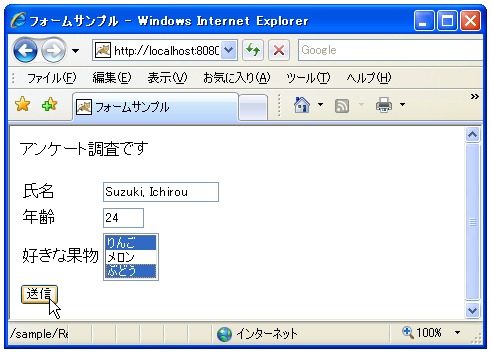 フォームサンプル - Windows Internet Explorer
http://localhost:8080
Google
ファイル(F) 編集(E) 表示(V) お気に入り(A) ツール(T) ヘルプ(H)
フォームサンプル
»
アンケート調査です
氏名 Suzuki, Ichirou
年齢 24
好きな果物 りんご
メロン
ぶどう
送信
/sample/Re インターネット 100%